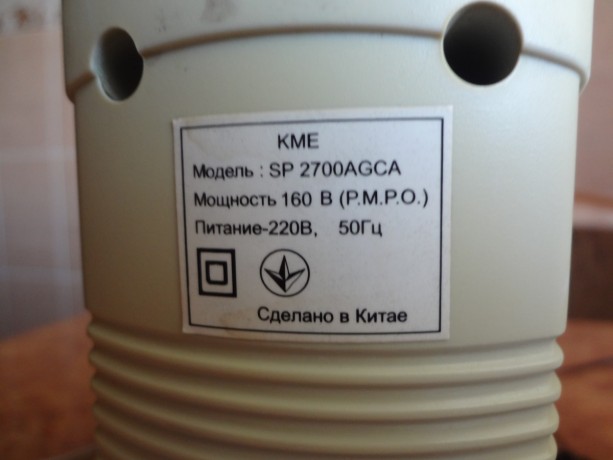 KME
Модель : SP 2700AGCA
Мощность 160 В (P.M.P.O.)
Питание-220В, 50Гц
Сделано в Китае